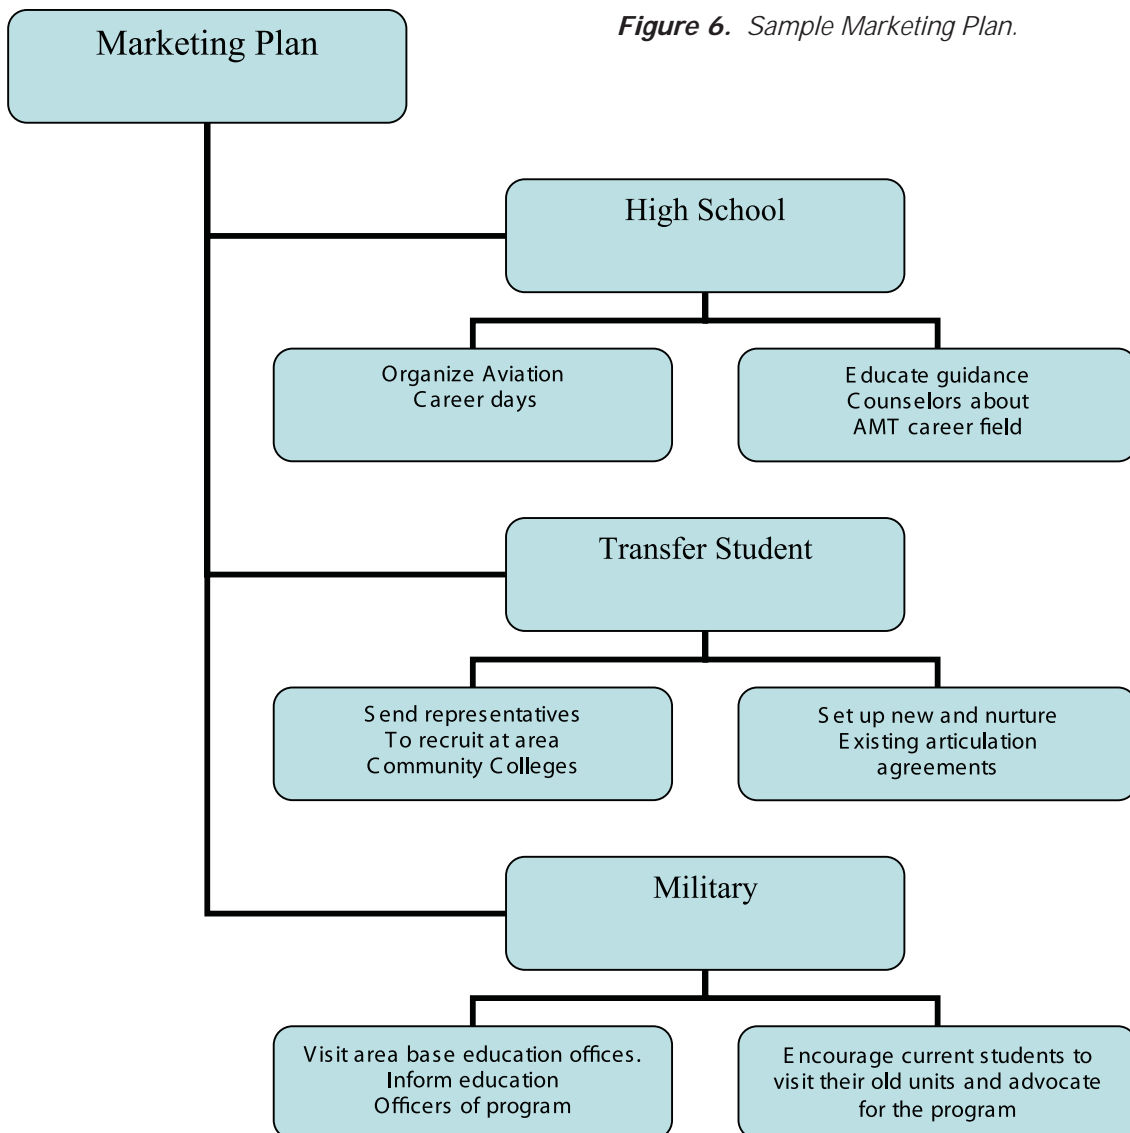 Marketing Plan
Figure 6. Sample Marketing Plan.
High School
Organize Aviation
Career days
Educate guidance
Counselors about
AMT career field
Transfer Student
Send representatives
To recruit at area
Community Colleges
Set up new and nurture
Existing articulation
agreements
Military
Visit area base education offices.
Inform education
Officers of program
Encourage current students to
visit their old units and advocate
for the program